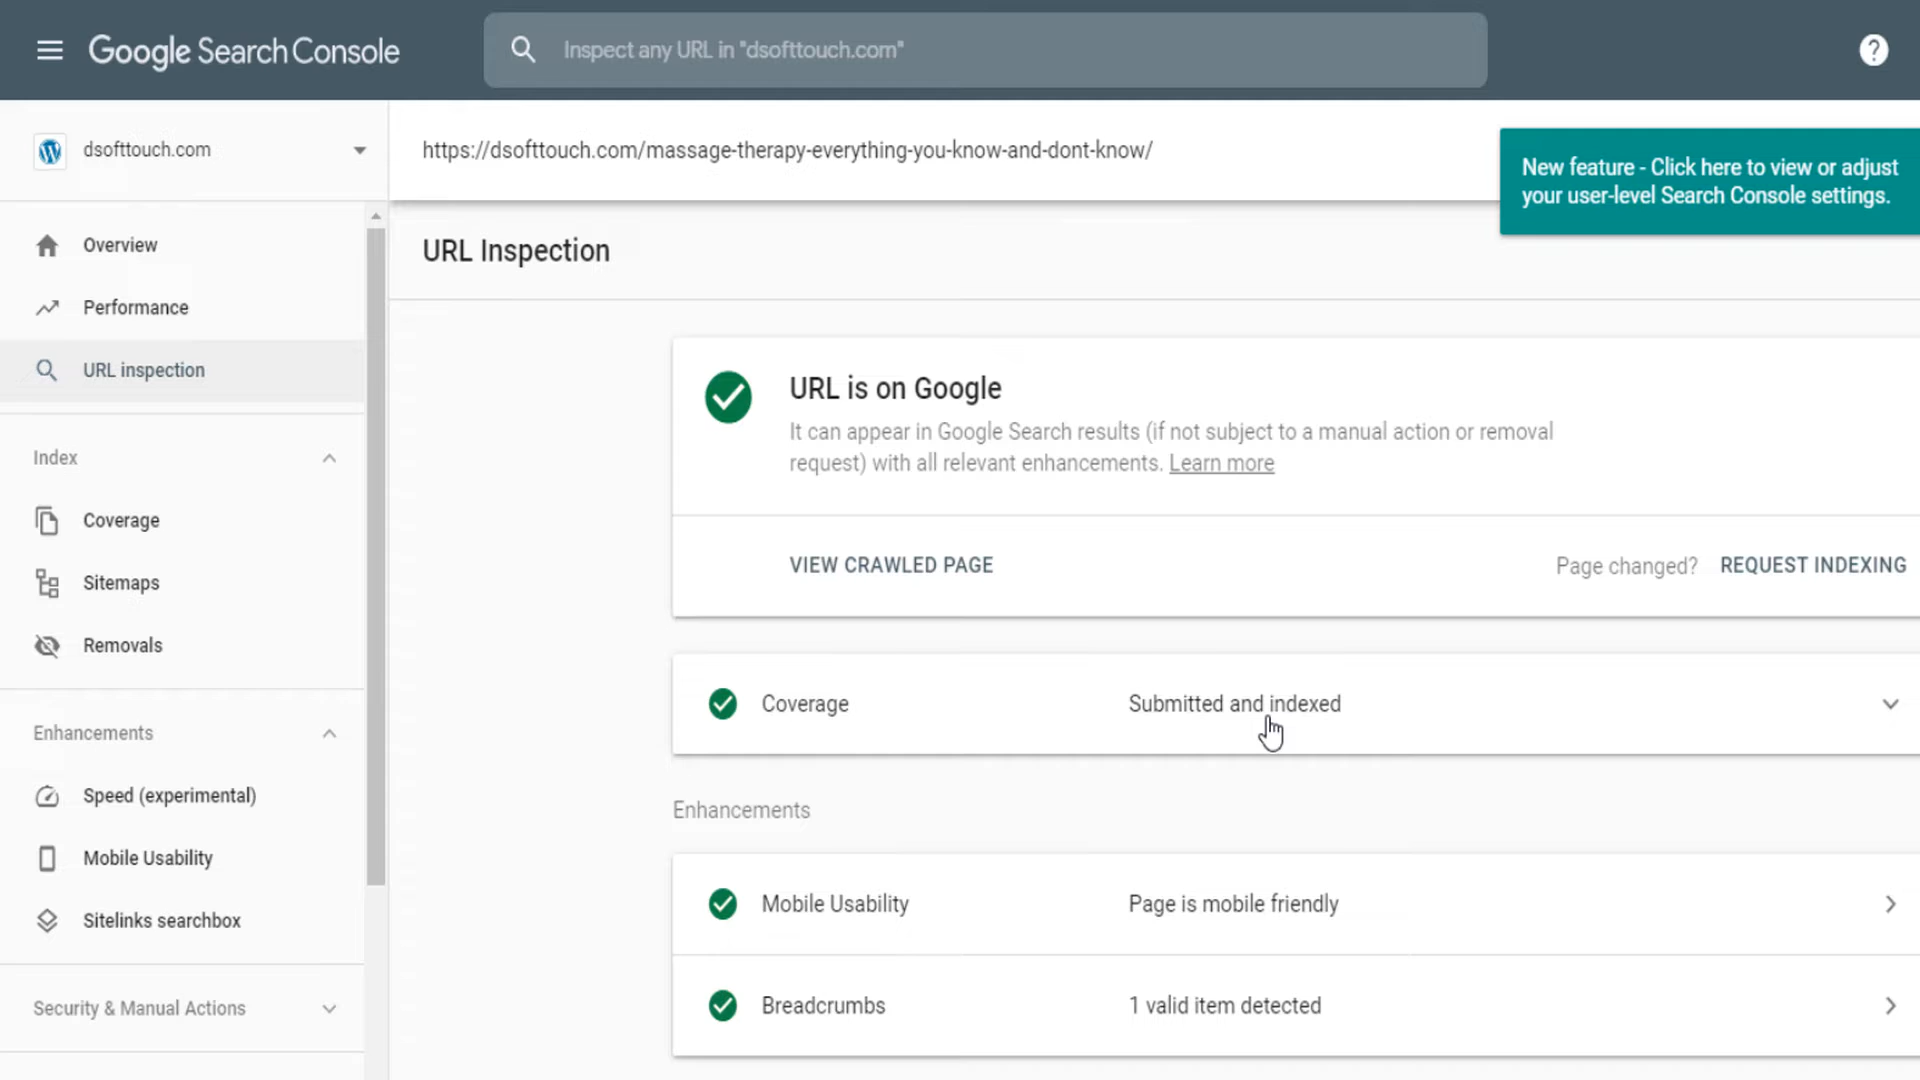 Google Search Console
Inspect any URL in "dsofttouch.com"
dsofttouch.com
https://dsofttouch.com/massage-therapy-everything-you-know-and-dont-know/
New feature - Click here to view or adjust
your user-level Search Console settings.
Overview
Performance
URL inspection
Index
Coverage
Sitemaps
Removals
Enhancements
Speed (experimental)
Mobile Usability
Sitelinks searchbox
Security & Manual Actions
URL Inspection
URL is on Google
It can appear in Google Search results (if not subject to a manual action or removal
request) with all relevant enhancements. Learn more
VIEW CRAWLED PAGE
Page changed? REQUEST INDEXING
Coverage
Submitted and indexed
Enhancements
Mobile Usability
Page is mobile friendly
Breadcrumbs
1 valid item detected